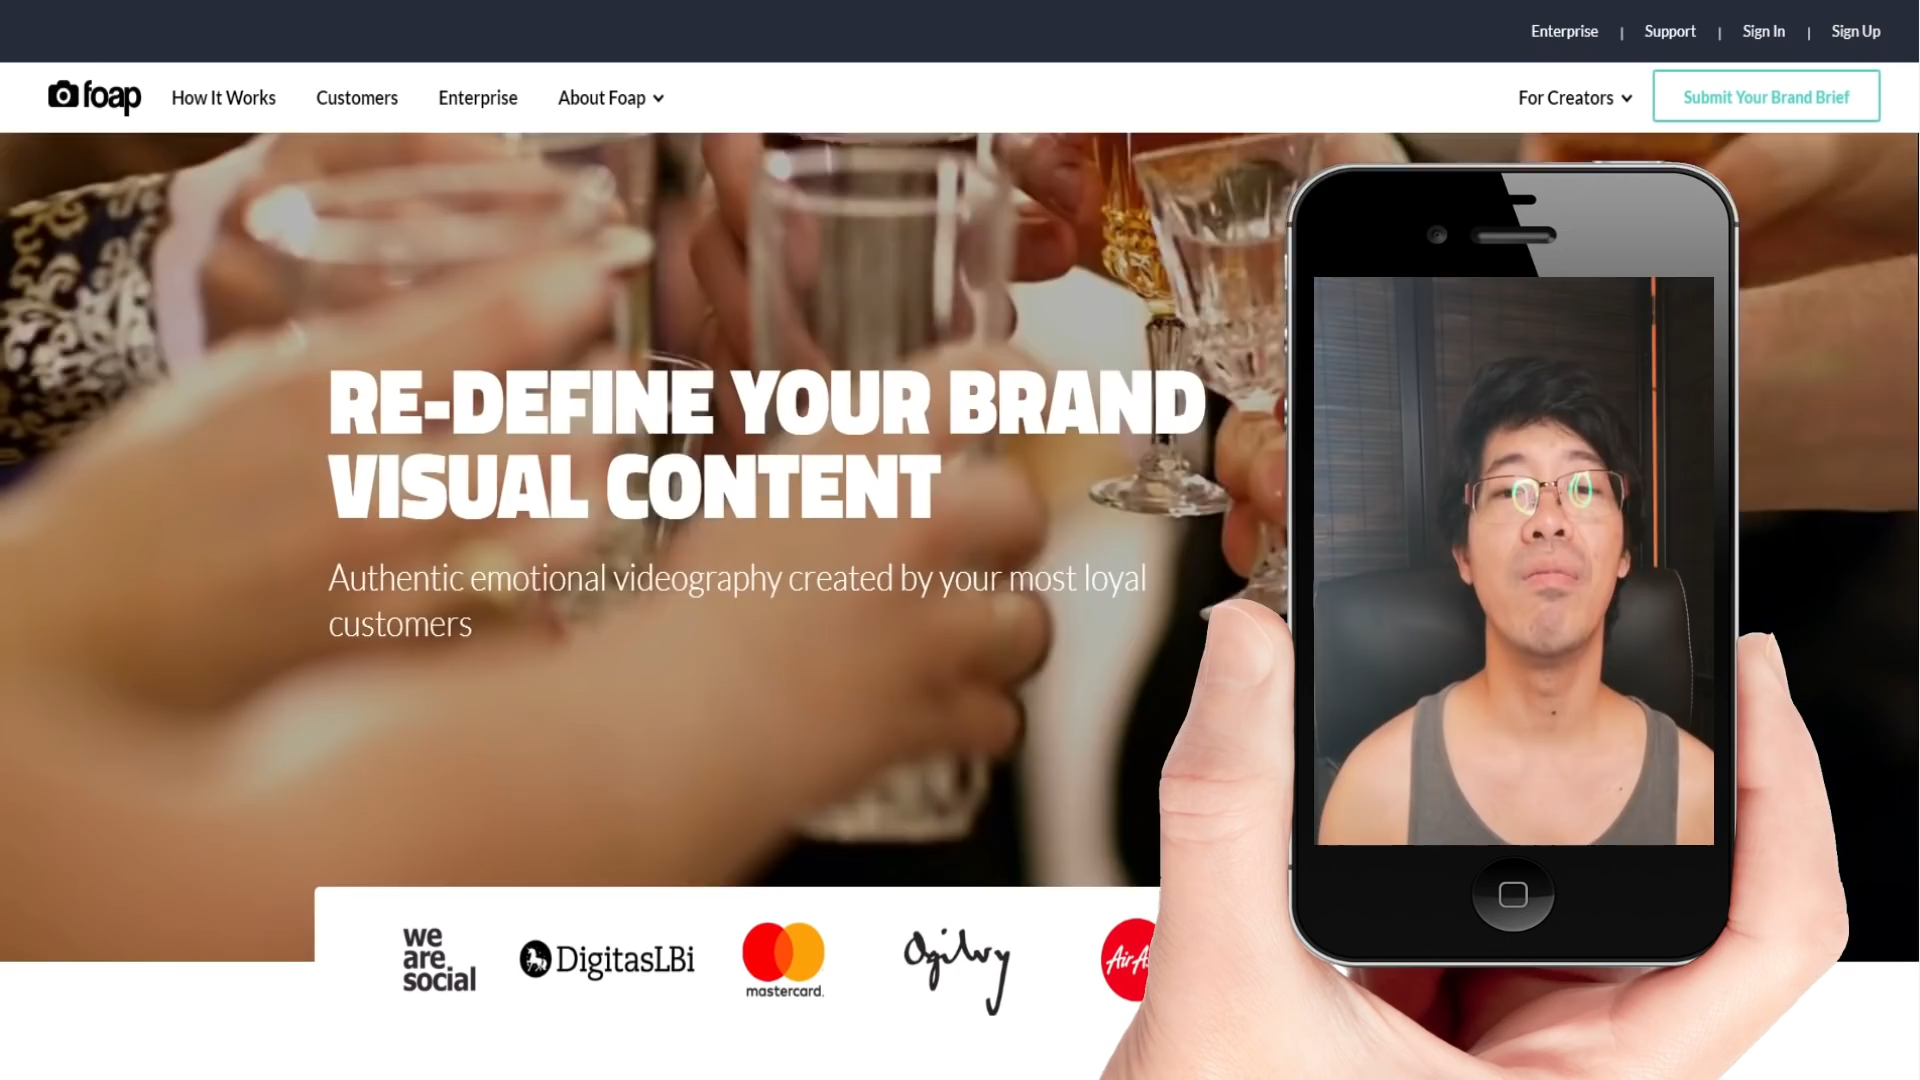 Enterprise | Support | Sign In | Sign Up
foap How It Works Customers Enterprise About Foap For Creators Submit Your Brand Brief
RE-DEFINE YOUR BRAND
VISUAL CONTENT
Authentic emotional videography created by your most loyal
customers
we
are
social
DigitasLBi
mastercard.
Ogilvy
AirA